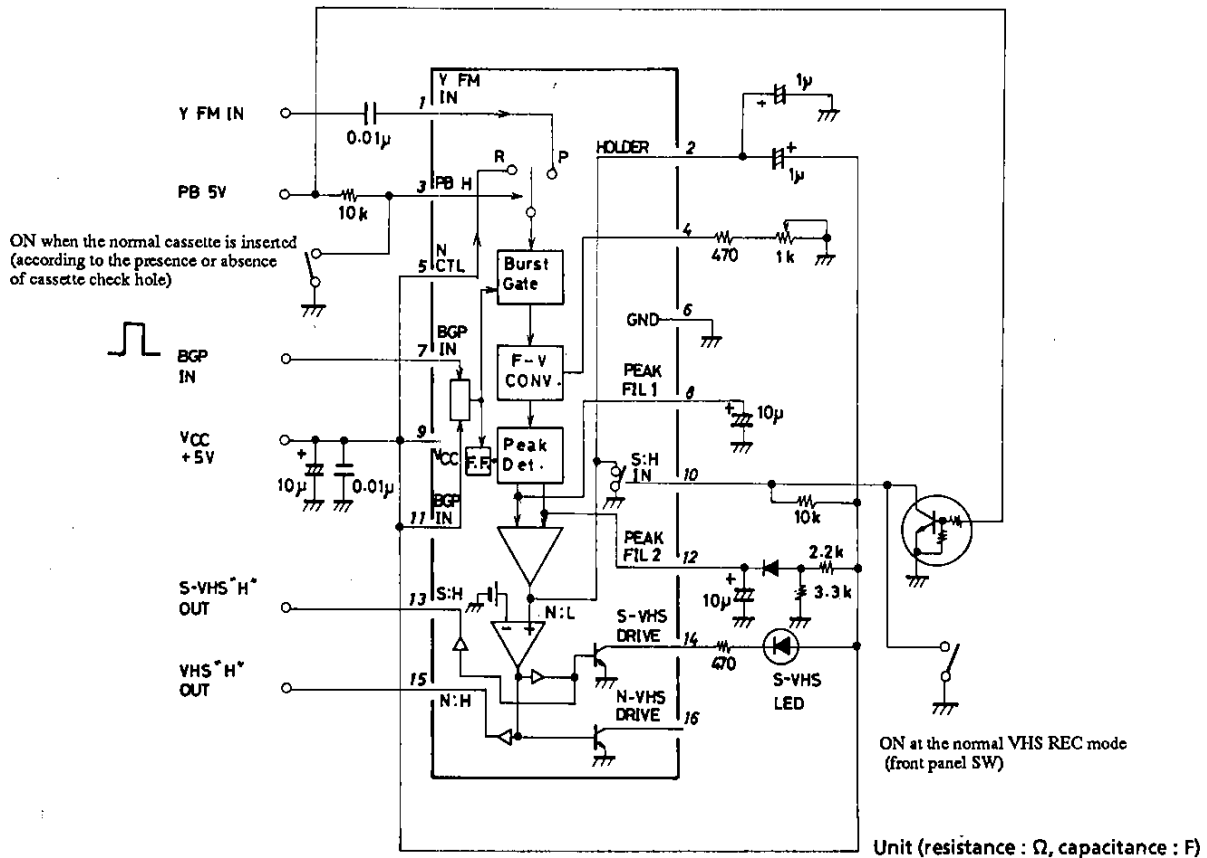 Y FM IN
0.01μ
1
Y FM
IN
R
P
HOLDER
2
+
1μ
+
1μ
PB 5V
10k
3
PB H
ON when the normal cassette is inserted
(according to the presence or absence
of cassette check hole)
5
N
CTL
Burst
Gate
4
470
1k
GND
6
BGP
IN
7
BGP
IN
F-V
CONV.
PEAK
FIL 1
8
+
10μ
VCC
+5V
+
10μ
0.01μ
9
VCC
F.F.
Peak
Det.
S:H
IN
10
10k
11
BGP
IN
PEAK
FIL 2
12
+
10μ
2.2k
3.3k
S-VHS "H"
OUT
13
S:H
N:L
-
+
S-VHS
DRIVE
14
470
S-VHS
LED
VHS "H"
OUT
15
N:H
N-VHS
DRIVE
16
ON at the normal VHS REC mode
(front panel SW)
Unit (resistance : Ω, capacitance : F)